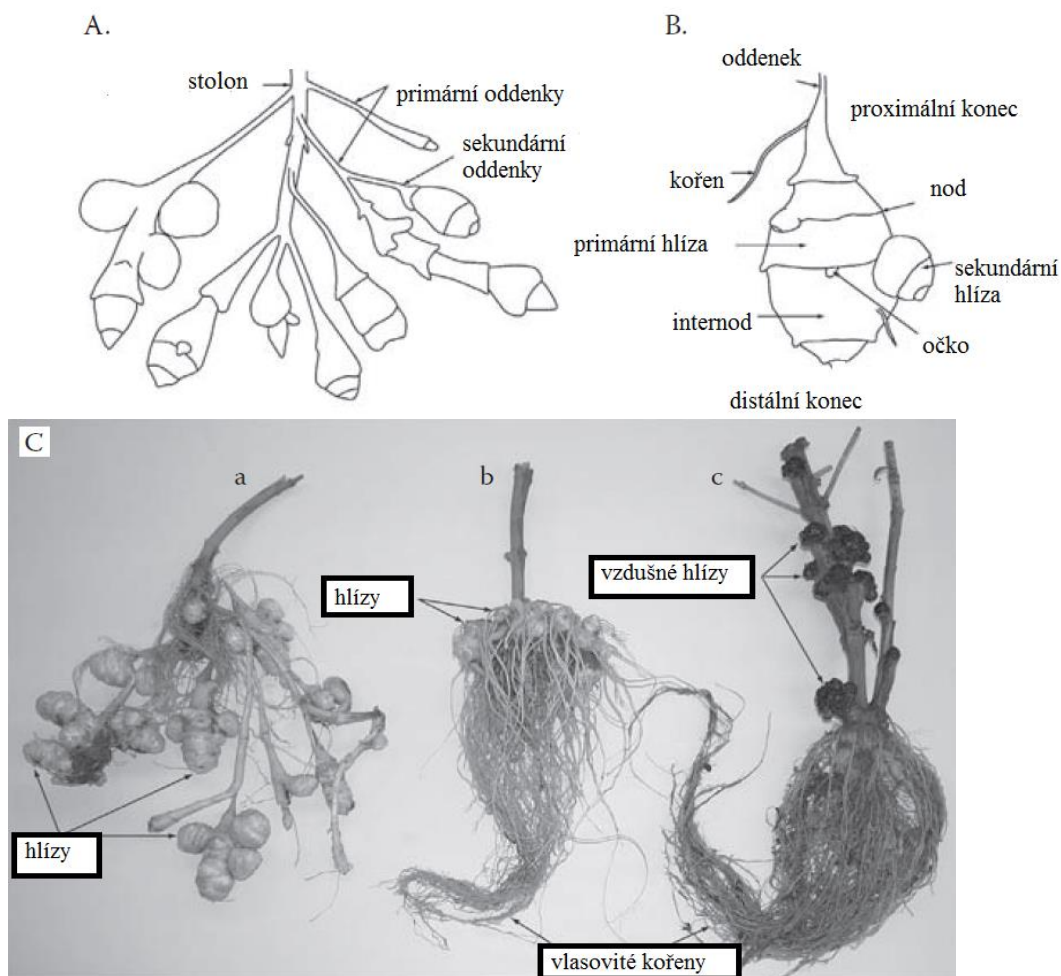 A.
B.
stolon
primární oddenky
sekundární
oddenky
oddenek
proximální konec
kořen
nod
primární hlíza
sekundární
hlíza
internod
očko
distální konec
C
a
b
c
hlízy
hlízy
vzdušné hlízy
vlasovité kořeny